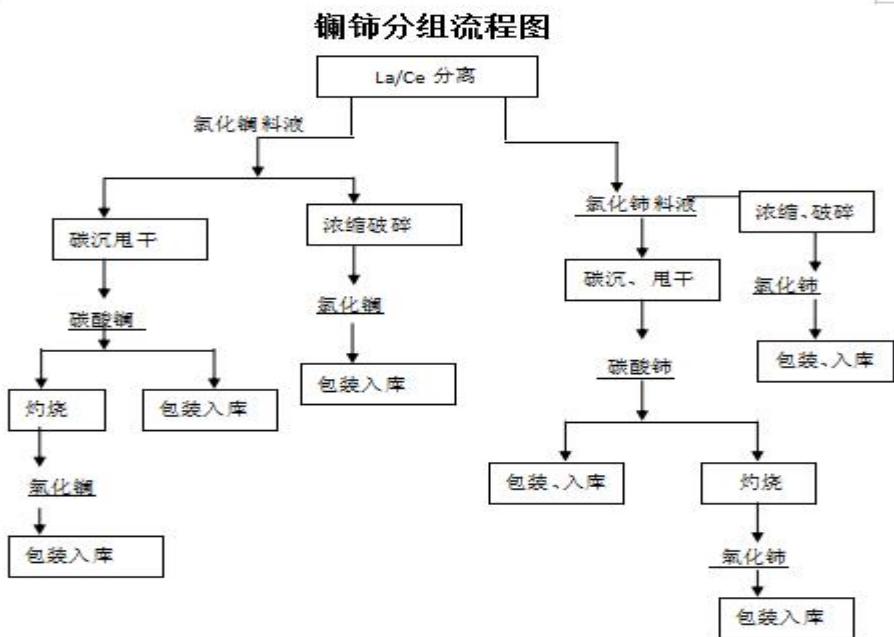 镧铈分组流程图
La/Ce 分离
氯化镧料液
碳沉甩干
浓缩破碎
氯化铈料液
浓缩、破碎
碳沉、甩干
氯化铈
碳酸镧
氯化镧
包装、入库
碳酸铈
灼烧
包装入库
包装入库
氧化镧
包装、入库
灼烧
包装入库
氧化铈
包装入库